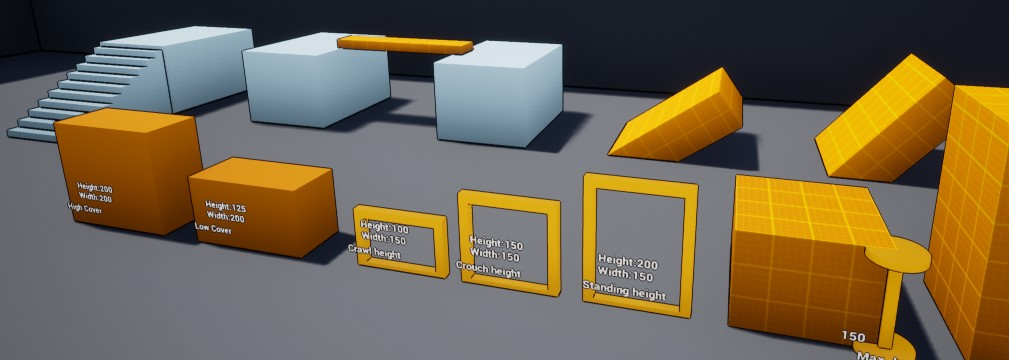 Height:200
Width:200
High Cover
Height:125
Width:200
Low Cover
Height:100
Width:150
Crawl height
Height:150
Width:150
Crouch height
Height:200
Width:150
Standing height
150